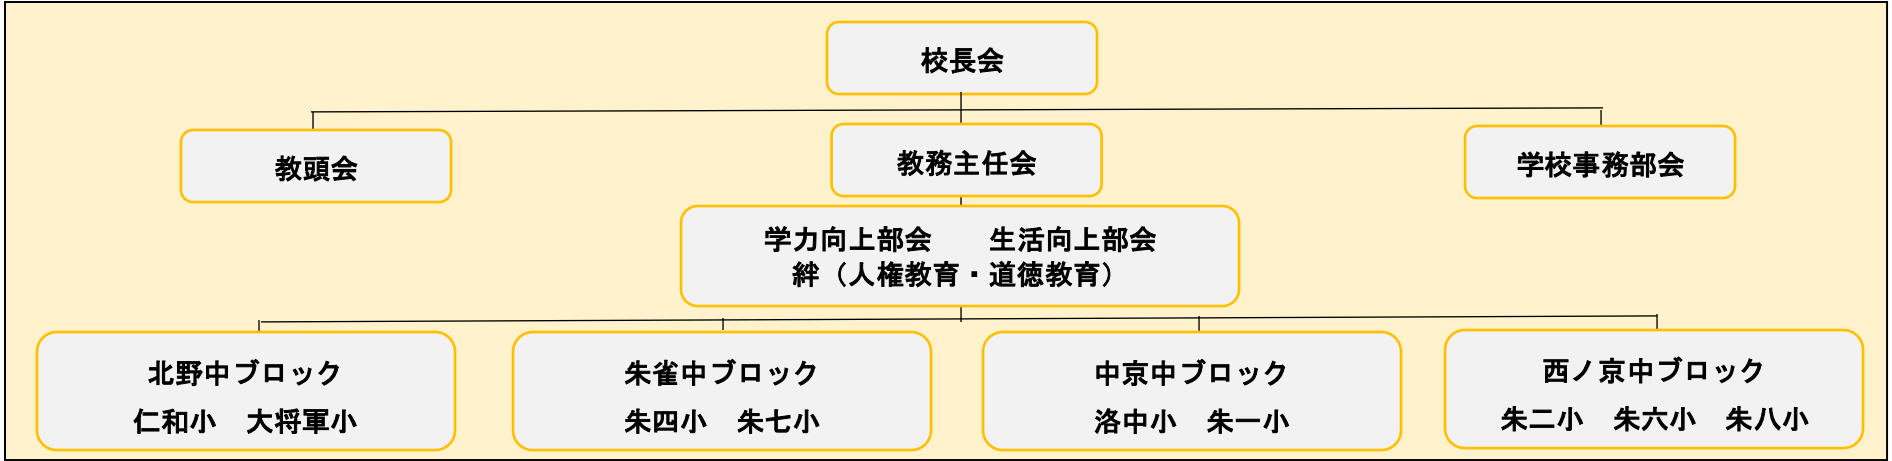 校長会
教頭会
教務主任会
学校事務部会
学力向上部会　　生活向上部会
絆（人権教育・道徳教育）
北野中ブロック
仁和小　大将軍小
朱雀中ブロック
朱四小　朱七小
中京中ブロック
洛中小　朱一小
西ノ京中ブロック
朱二小　朱六小　朱八小